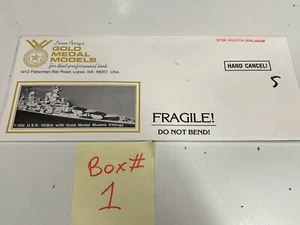 Loren Perry's
GOLD
MEDAL
MODELS
for that professional look
1412 Fisherman Bay Road, Lopez, WA 98261 USA
HAND CANCEL!
5
1/350 U.S.S. IOWA with Gold Medal Models Fittings
FRAGILE!
DO NOT BEND!
Box#
1